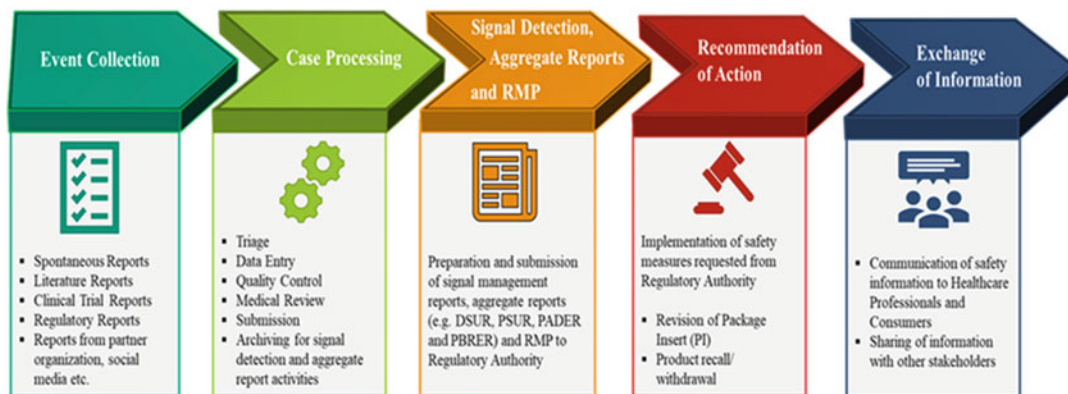 Event Collection
▪ Spontaneous Reports
▪ Literature Reports
▪ Clinical Trial Reports
▪ Regulatory Reports
▪ Reports from partner
organization, social
media etc.
Case Processing
▪ Triage
▪ Data Entry
▪ Quality Control
▪ Medical Review
▪ Submission
▪ Archiving for signal
detection and aggregate
report activities
Signal Detection,
Aggregate Reports
and RMP
Preparation and submission
of signal management
reports, aggregate reports
(e.g. DSUR, PSUR, PADER
and PBRER) and RMP to
Regulatory Authority
Recommendation
of Action
Implementation of safety
measures requested from
Regulatory Authority
▪ Revision of Package
Insert (PI)
▪ Product recall/
withdrawal
Exchange
of Information
▪ Communication of safety
information to Healthcare
Professionals and
Consumers
▪ Sharing of information
with other stakeholders